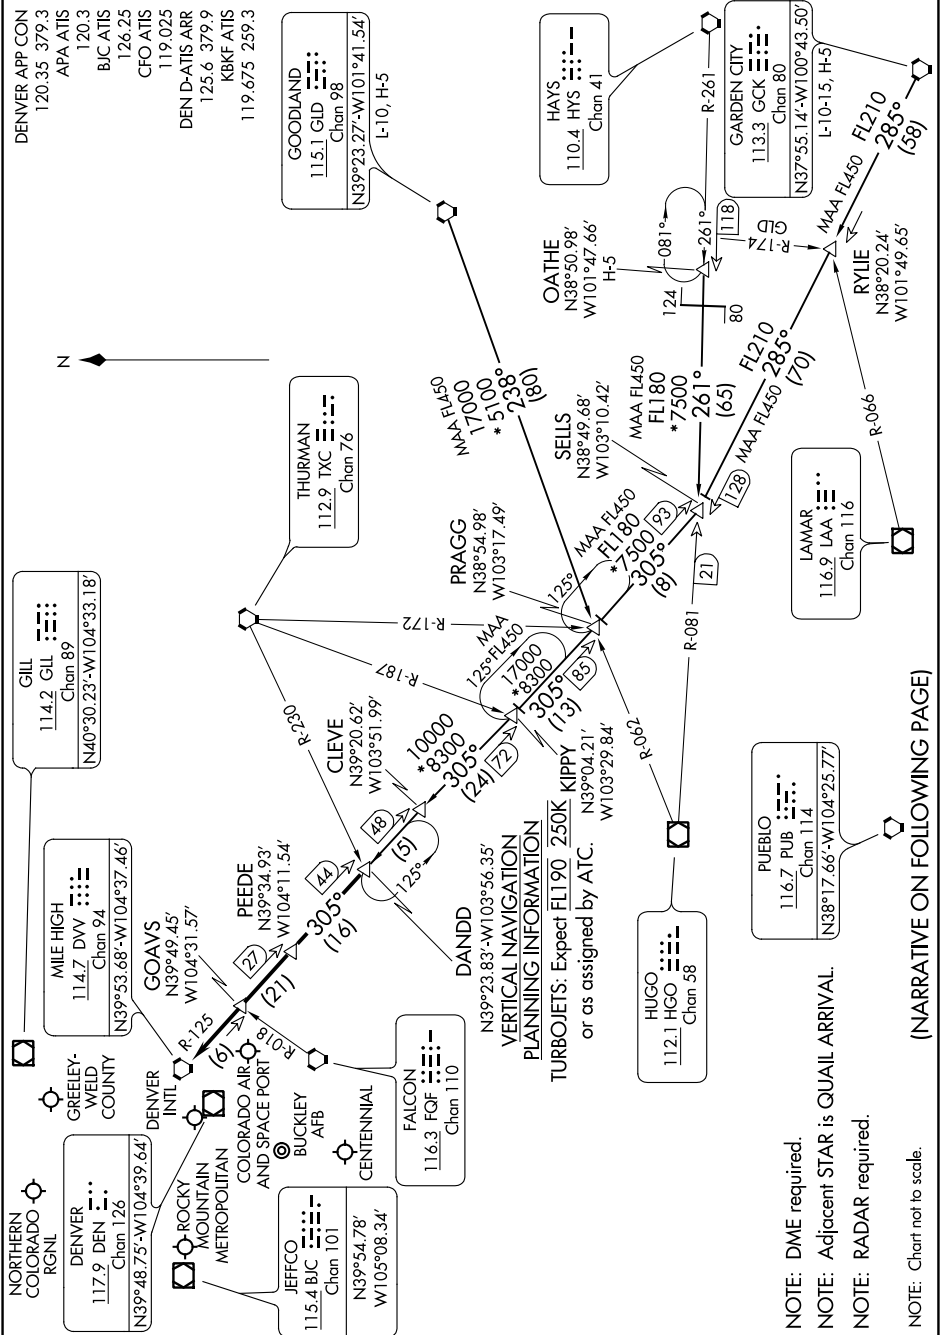 DENVER APP CON
120.35 379.3
APA ATIS
120.3
BJC ATIS
126.25
CFO ATIS
119.025
DEN D-ATIS ARR
125.6 379.9
KBKF ATIS
119.675 259.3
NORTHERN
COLORADO
RGNL
GREELEY-
WELD
COUNTY
GILL
114.2 GLL
Chan 89
N40°30.23'-W104°33.18'
MILE HIGH
114.7 DVV
Chan 94
N39°53.68'-W104°37.46'
DENVER
117.9 DEN
Chan 126
N39°48.75'-W104°39.64'
DENVER
INTL
ROCKY
MOUNTAIN
METROPOLITAN
COLORADO AIR
AND SPACE PORT
BUCKLEY
AFB
CENTENNIAL
JEFFCO
115.4 BJC
Chan 101
N39°54.78'
W105°08.34'
FALCON
116.3 FQF
Chan 110
R-018
R-125
(6)
GOAVS
N39°49.45'
W104°31.57'
(21)
27
PEEDE
N39°34.93'
W104°11.54'
305°
(16)
44
DANDD
N39°23.83'-W103°56.35'
125°
(5)
48
CLEVE
N39°20.62'
W103°51.99'
R-230
R-187
R-172
THURMAN
112.9 TXC
Chan 76
N
10000
*8300
305°
(24)
72
KIPPY
N39°04.21'
W103°29.84'
125°
MAA
FL450
17000
*8300
305°
(13)
85
PRAGG
N38°54.98'
W103°17.49'
125°
MAA FL450
FL180
*7500
305°
(8)
93
SELLS
N38°49.68'
W103°10.42'
GOODLAND
115.1 GLD
Chan 98
N39°23.27'-W101°41.54'
L-10, H-5
MAA FL450
17000
*5100
238°
(80)
HAYS
110.4 HYS
Chan 41
R-261
OATHE
N38°50.98'
W101°47.66'
H-5
081°
261°
118
124
80
MAA FL450
FL180
*7500
261°
(65)
R-174
GLD
GARDEN CITY
113.3 GCK
Chan 80
N37°55.14'-W100°43.50'
L-10-15, H-5
MAA FL450
FL210
285°
(58)
RYLIE
N38°20.24'
W101°49.65'
FL210
285°
(70)
MAA FL450
128
R-066
LAMAR
116.9 LAA
Chan 116
R-081
21
R-062
HUGO
112.1 HGO
Chan 58
PUEBLO
116.7 PUB
Chan 114
N38°17.66'-W104°25.77'
VERTICAL NAVIGATION
PLANNING INFORMATION
TURBOJETS: Expect FL190 250K
or as assigned by ATC.
NOTE: DME required.
NOTE: Adjacent STAR is QUAIL ARRIVAL.
NOTE: RADAR required.
NOTE: Chart not to scale.
(NARRATIVE ON FOLLOWING PAGE)